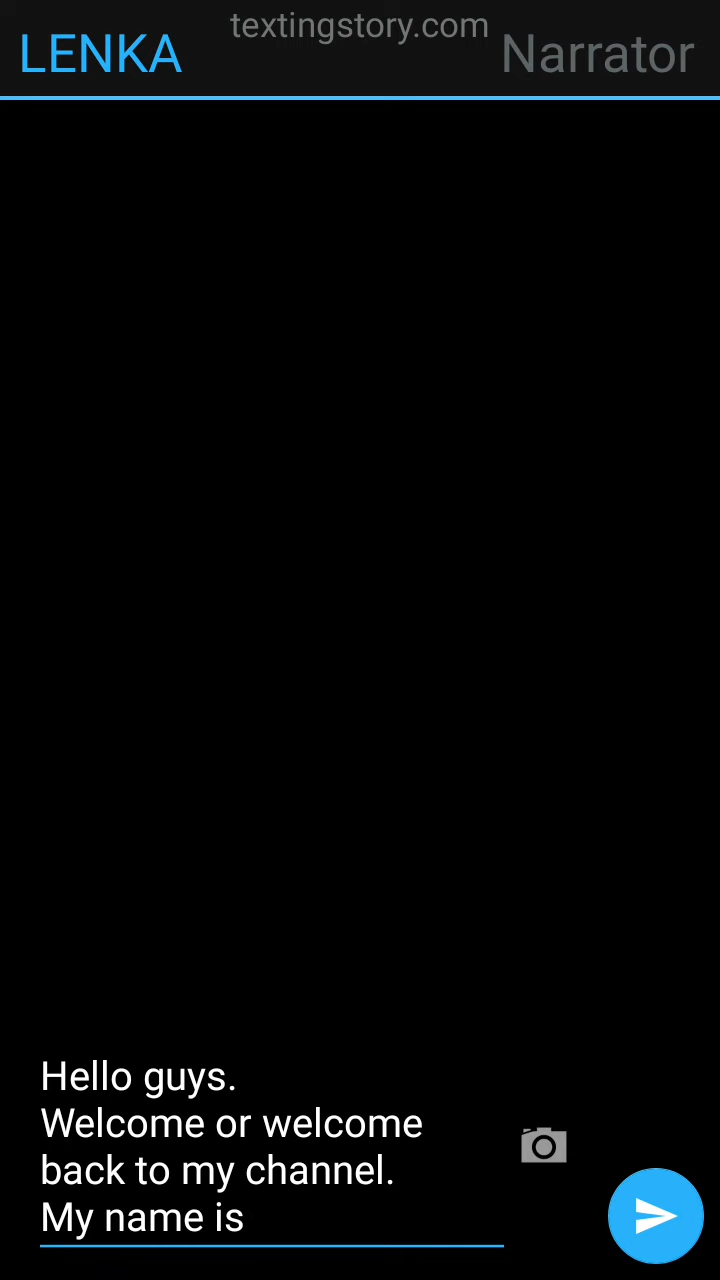 textingstory.com
LENKA
Narrator
Hello guys.
Welcome or welcome
back to my channel.
My name is